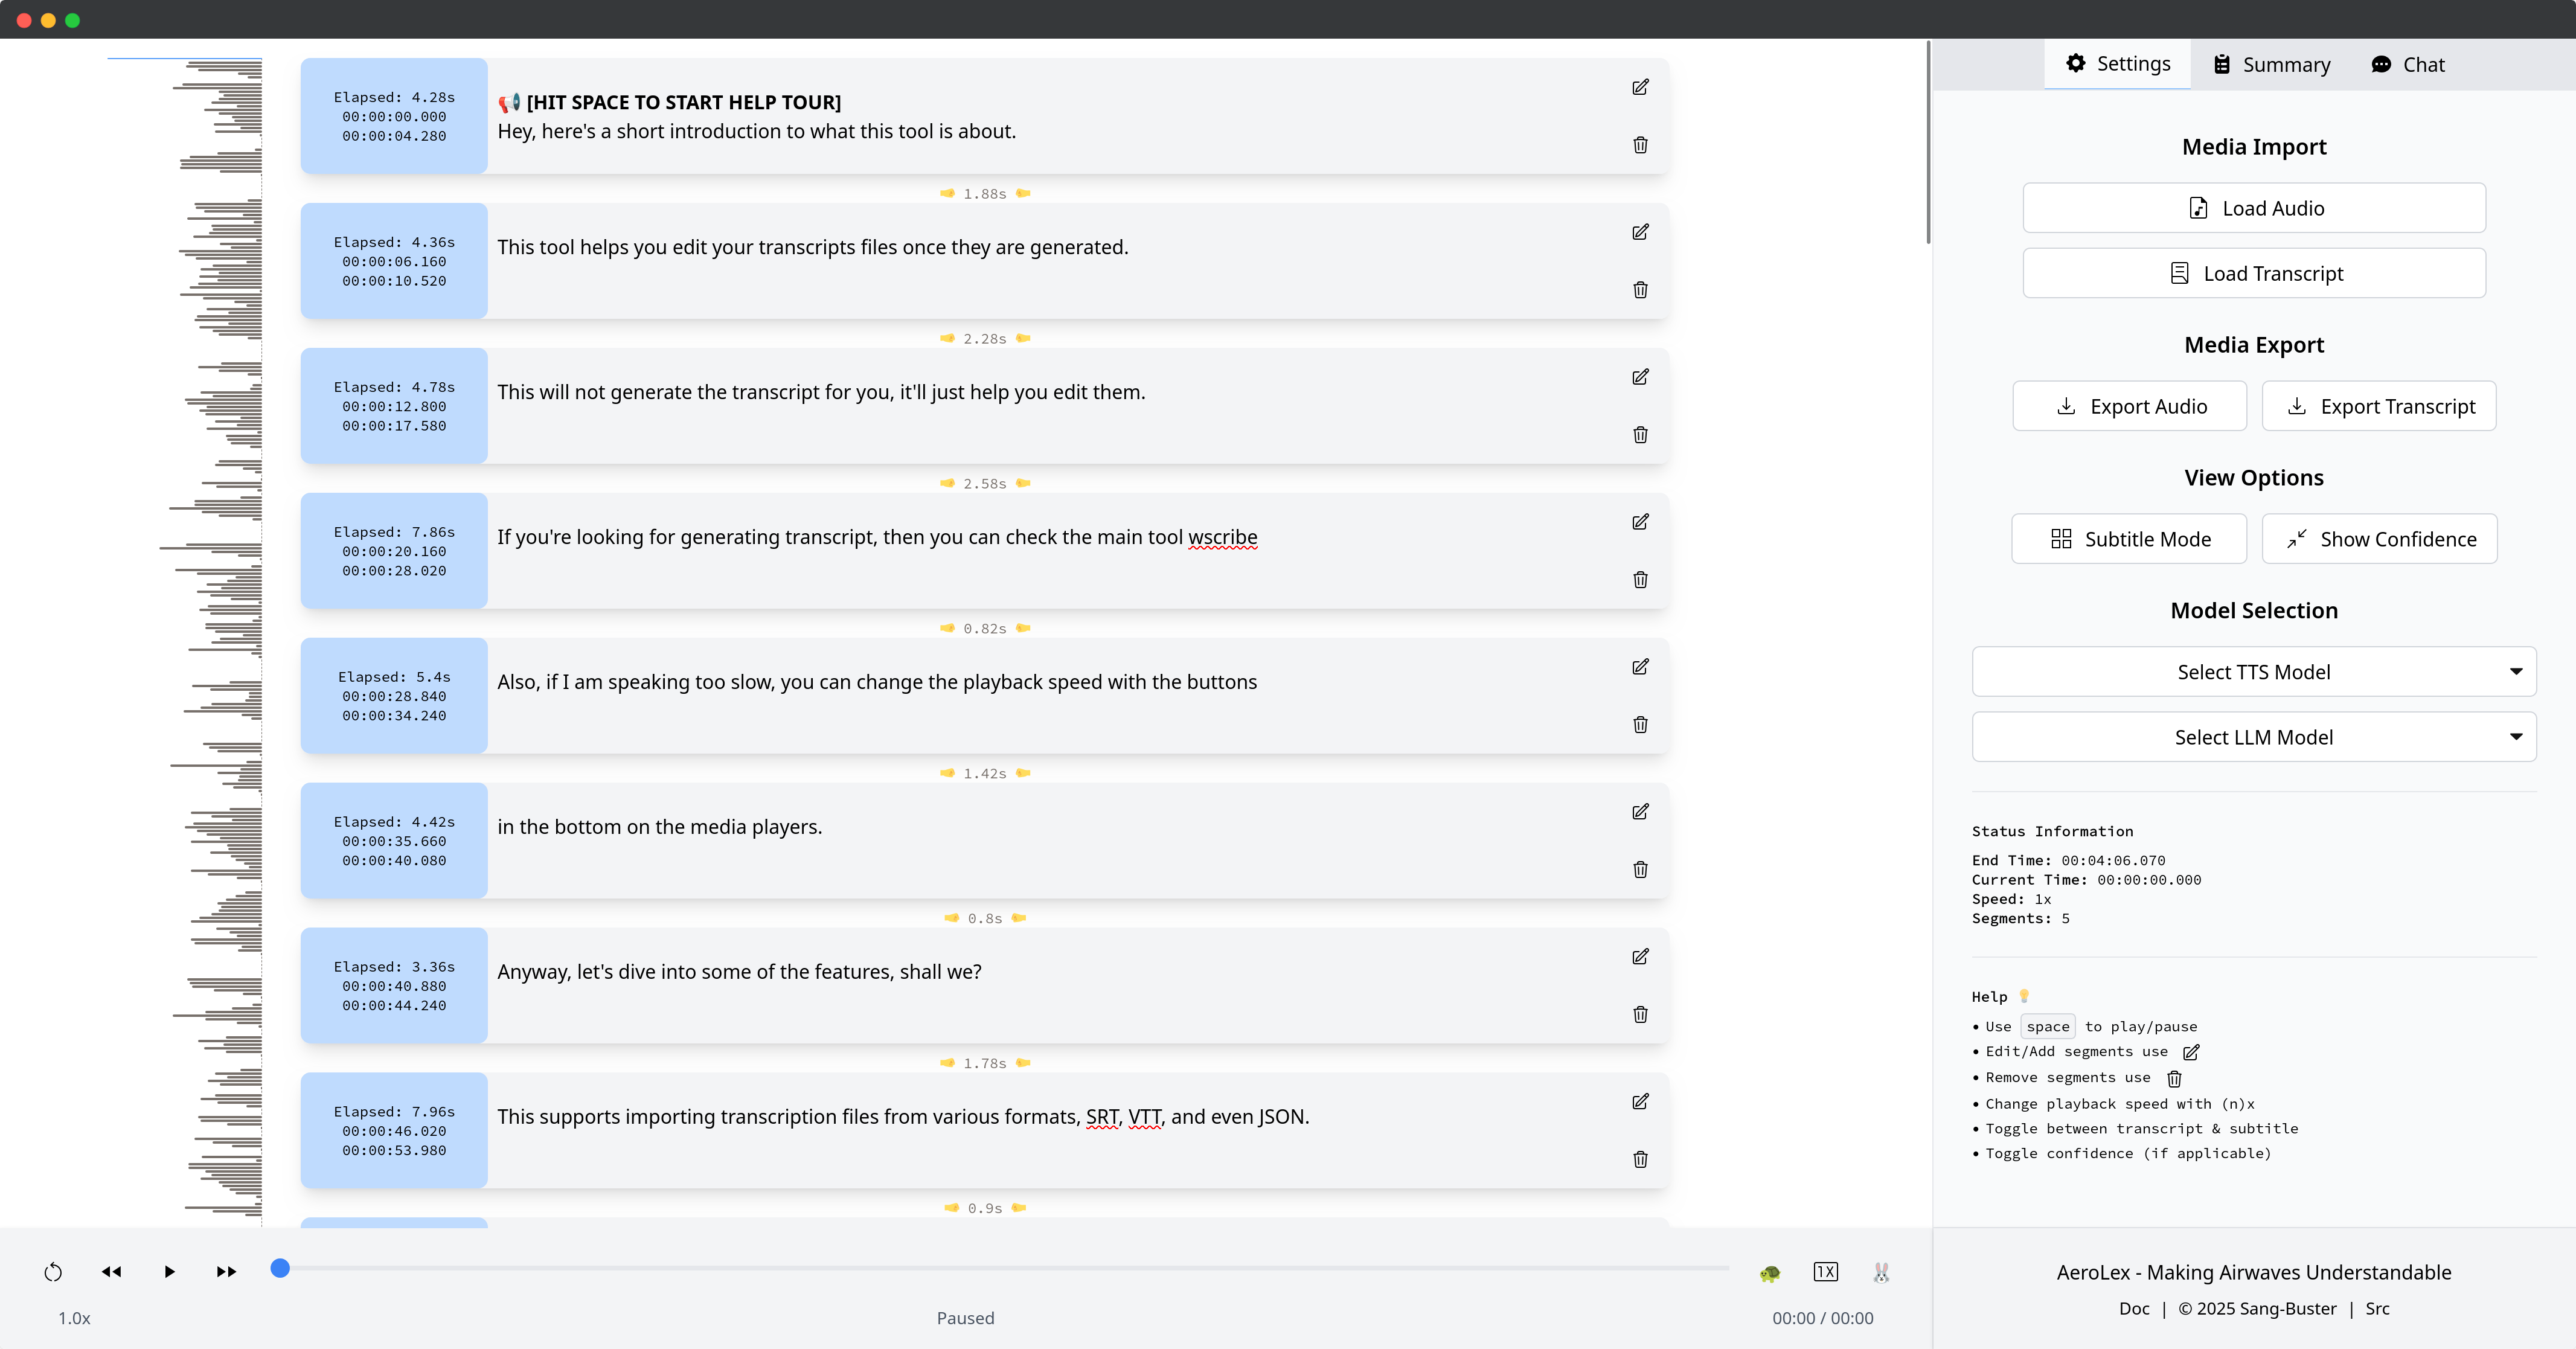 Elapsed: 4.28s
00:00:00.000
00:00:04.280
📢 [HIT SPACE TO START HELP TOUR]
Hey, here's a short introduction to what this tool is about.
1.88s
Elapsed: 4.36s
00:00:06.160
00:00:10.520
This tool helps you edit your transcripts files once they are generated.
2.28s
Elapsed: 4.78s
00:00:12.800
00:00:17.580
This will not generate the transcript for you, it'll just help you edit them.
2.58s
Elapsed: 7.86s
00:00:20.160
00:00:28.020
If you're looking for generating transcript, then you can check the main tool wscribe
0.82s
Elapsed: 5.4s
00:00:28.840
00:00:34.240
Also, if I am speaking too slow, you can change the playback speed with the buttons
1.42s
Elapsed: 4.42s
00:00:35.660
00:00:40.080
in the bottom on the media players.
0.8s
Elapsed: 3.36s
00:00:40.880
00:00:44.240
Anyway, let's dive into some of the features, shall we?
1.78s
Elapsed: 7.96s
00:00:46.020
00:00:53.980
This supports importing transcription files from various formats, SRT, VTT, and even JSON.
0.9s
1X
1.0x
Paused
00:00 / 00:00
Settings
Summary
Chat
Media Import
Load Audio
Load Transcript
Media Export
Export Audio
Export Transcript
View Options
Subtitle Mode
Show Confidence
Model Selection
Select TTS Model
Select LLM Model
Status Information
End Time: 00:04:06.070
Current Time: 00:00:00.000
Speed: 1x
Segments: 5
Help 💡
• Use space to play/pause
• Edit/Add segments use
• Remove segments use
• Change playback speed with (n)x
• Toggle between transcript & subtitle
• Toggle confidence (if applicable)
AeroLex - Making Airwaves Understandable
Doc | © 2025 Sang-Buster | Src